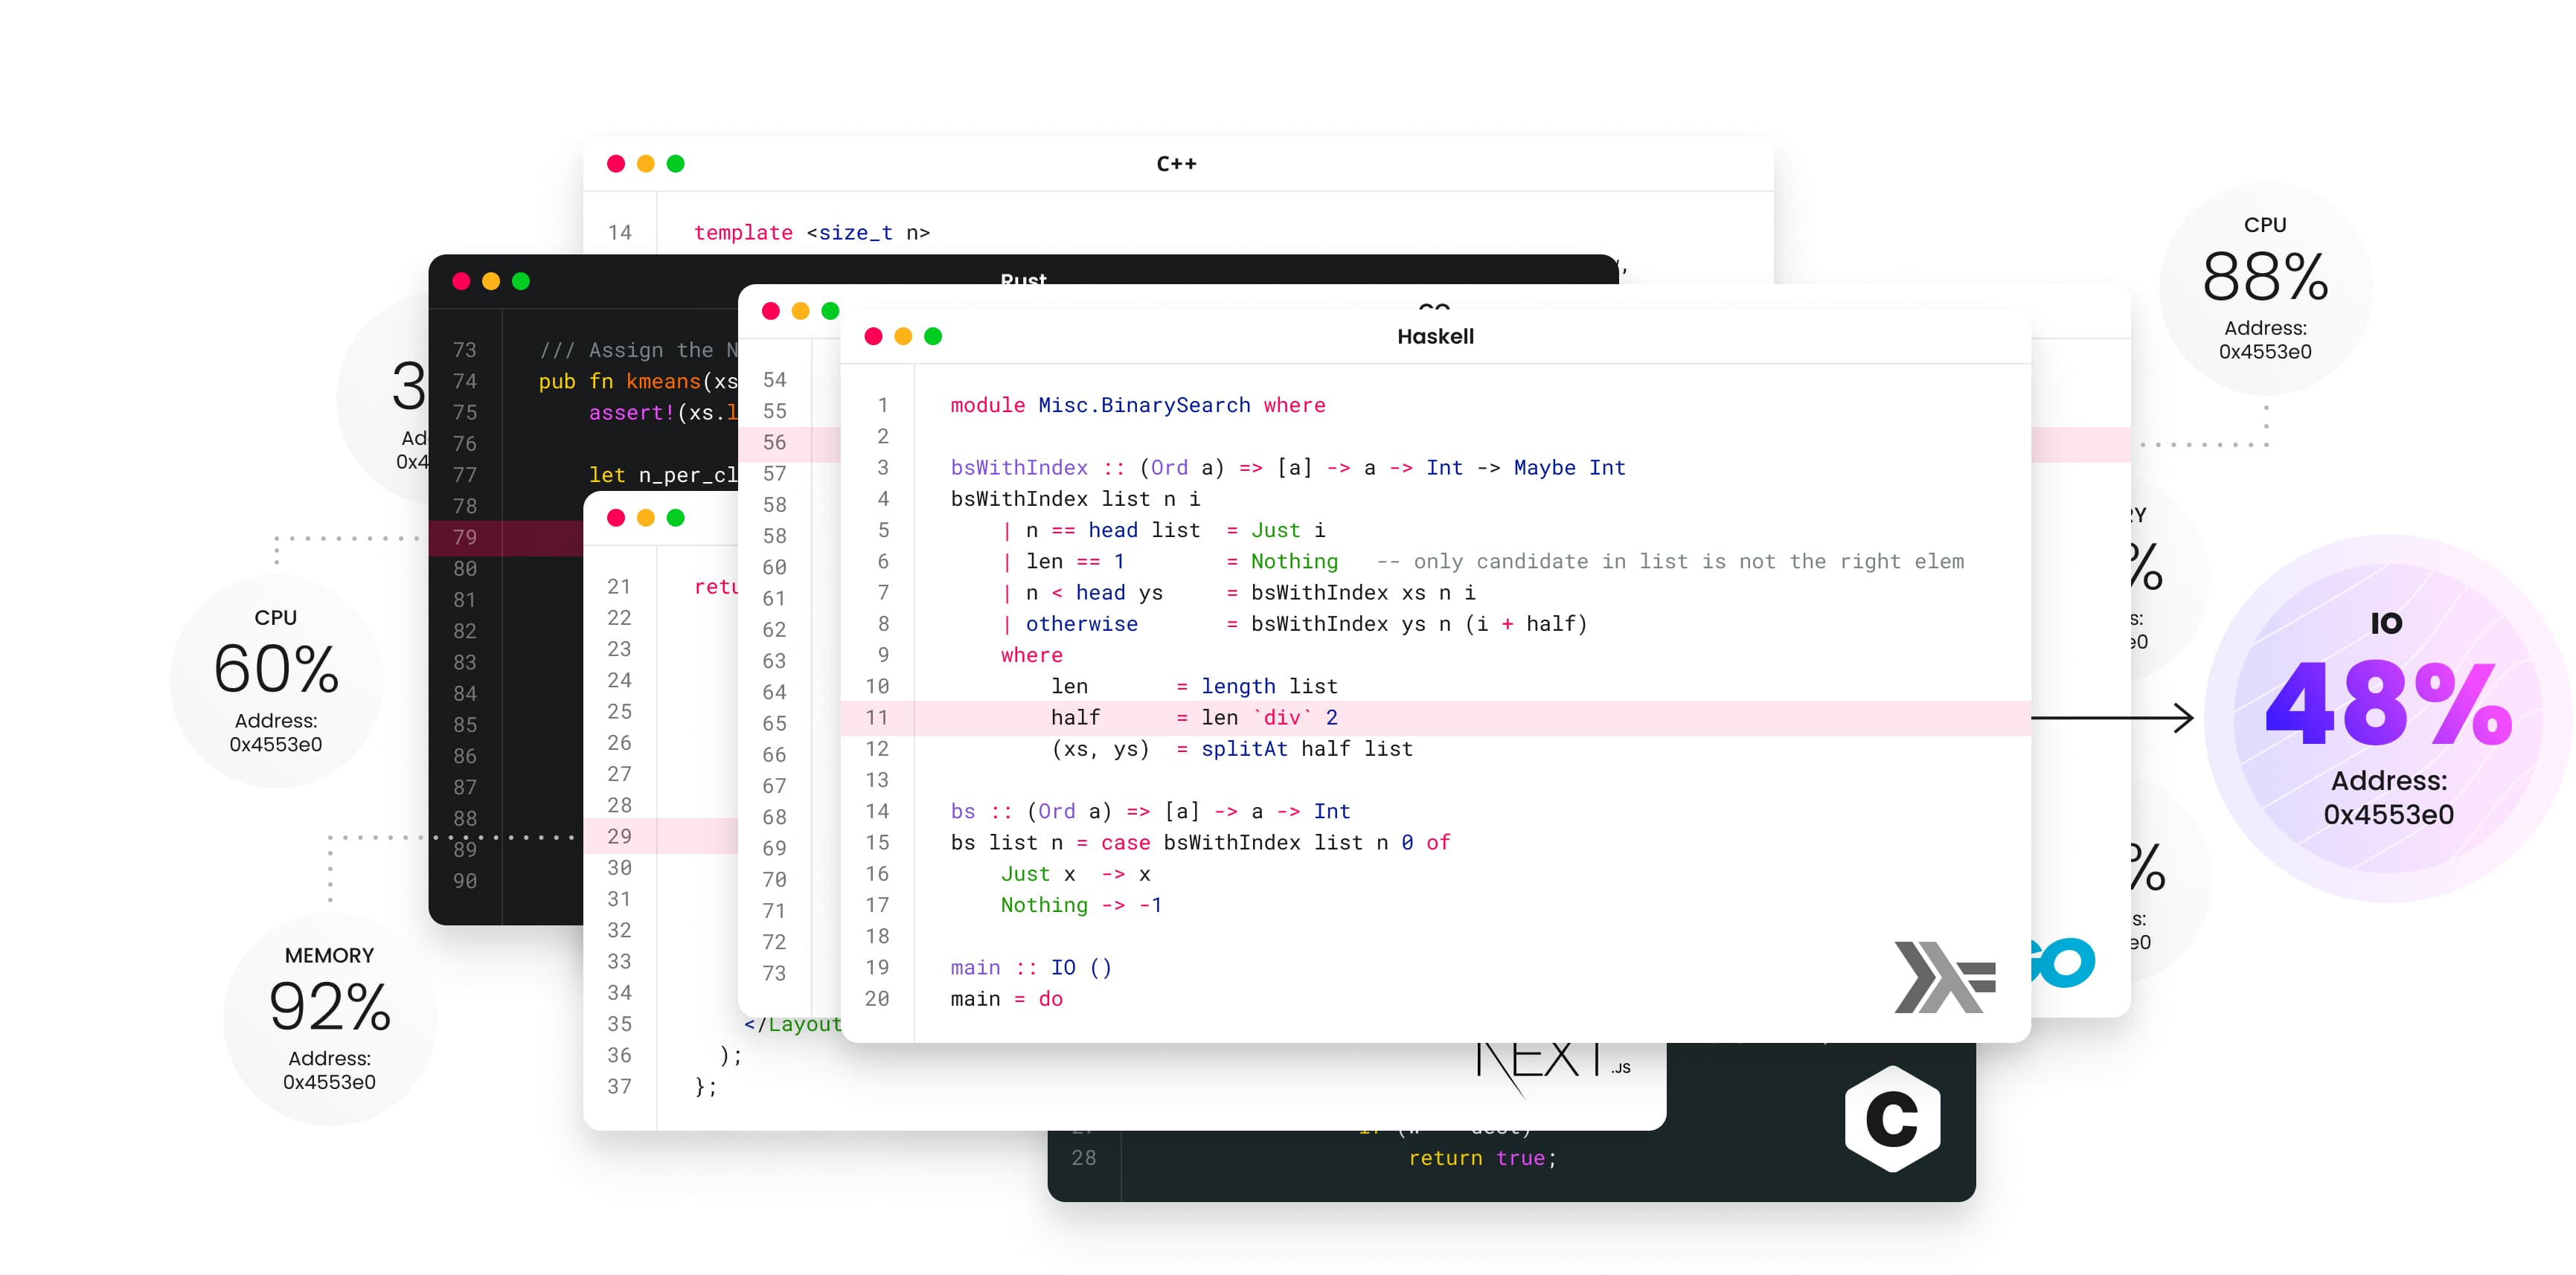 C++
14 template <size_t n>
Rust
73 /// Assign the N
74 pub fn kmeans(xs
75 assert!(xs.l
76
77 let n_per_cl
78
79
80
81
82
83
84
85
86
87
88
89
90
GO
54
55
56
57
58
58
60
61
62
63
64
65
66
67
68
69
70
71
72
73
Haskell
1 module Misc.BinarySearch where
2
3 bsWithIndex :: (Ord a) => [a] -> a -> Int -> Maybe Int
4 bsWithIndex list n i
5 | n == head list = Just i
6 | len == 1 = Nothing -- only candidate in list is not the right elem
7 | n < head ys = bsWithIndex xs n i
8 | otherwise = bsWithIndex ys n (i + half)
9 where
10 len = length list
11 half = len `div` 2
12 (xs, ys) = splitAt half list
13
14 bs :: (Ord a) => [a] -> a -> Int
15 bs list n = case bsWithIndex list n 0 of
16 Just x -> x
17 Nothing -> -1
18
19 main :: IO ()
20 main = do
GO
21 retu
22
23
24
25
26
27
28
29
30
31
32
33
34
35 </Layout
36 );
37 };
NEXT.JS
28 return true;
C
CPU
60%
Address:
0x4553e0
MEMORY
92%
Address:
0x4553e0
CPU
88%
Address:
0x4553e0
IO
48%
Address:
0x4553e0